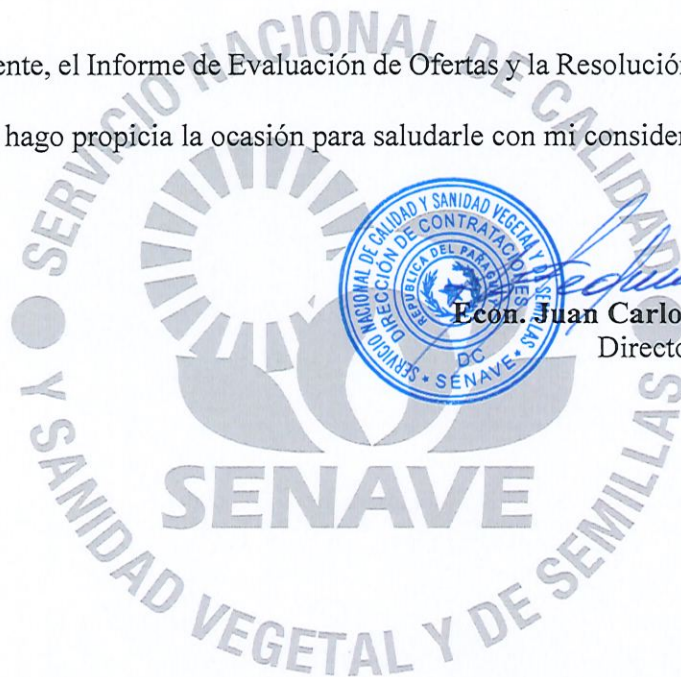 ente, el Informe de Evaluación de Ofertas y la Resolución
hago propicia la ocasión para saludarle con mi consider
SERVICIO NACIONAL DE CALIDAD
Y SANIDAD VEGETAL Y DE SEMILLAS
SENAVE
SERVICIO NACIONAL DE CALIDAD Y SANIDAD VEGETAL Y DE SEMILLAS
DIRECCIÓN DE CONTRATACIONES
REPUBLICA DEL PARAGUAY
DC
SENAVE
Econ. Juan Carlo
Directo